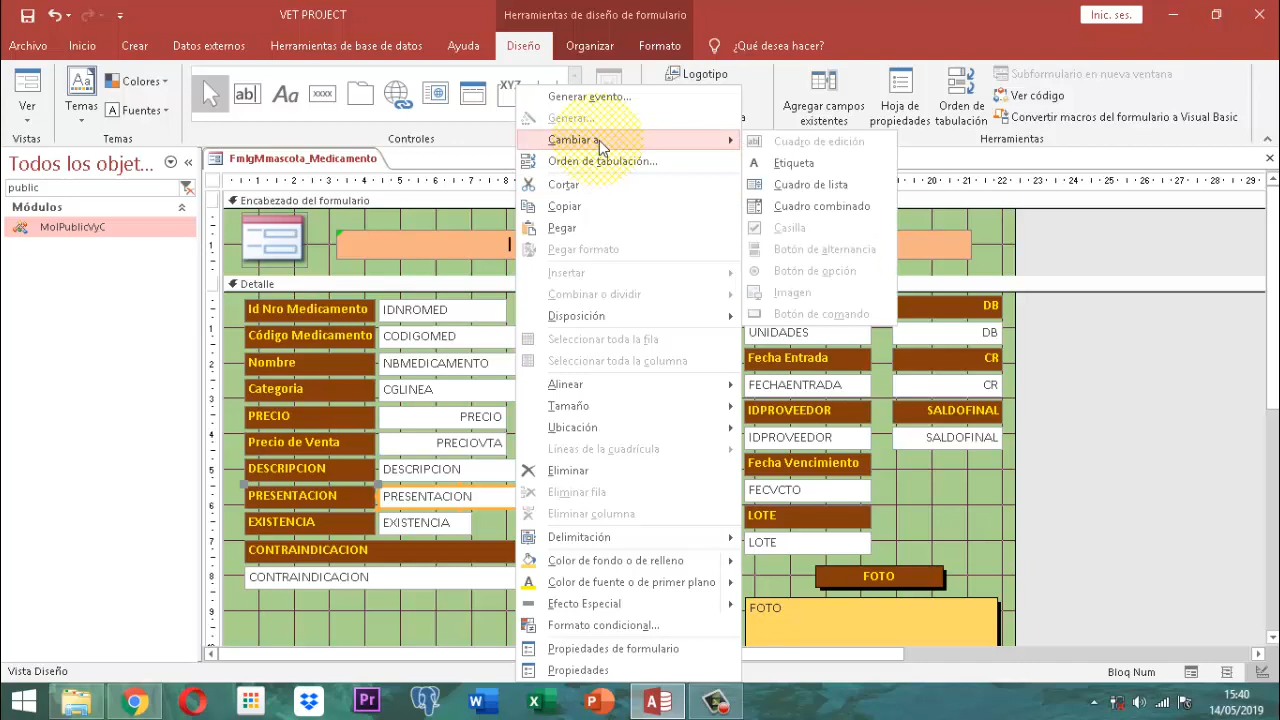 VET PROJECT
Herramientas de diseño de formulario
Inic. ses.
Archivo
Inicio
Crear
Datos externos
Herramientas de base de datos
Ayuda
Diseño
Organizar
Formato
¿Qué desea hacer?
Ver
Temas
Colores
Fuentes
Logotipo
Agregar campos
existentes
Hoja de
propiedades
Orden de
tabulación
Subformulario en nueva ventana
Ver código
Convertir macros del formulario a Visual Basic
Vistas
Temas
Controles
Herramientas
Todos los objet...
public
Módulos
MolPublicVyC
FmIgMmascota_Medicamento
Encabezado del formulario
Detalle
Id Nro Medicamento
IDNROMED
Código Medicamento
CODIGOMED
Nombre
NBMEDICAMENTO
Categoria
CGLINEA
PRECIO
PRECIO
Precio de Venta
PRECIOVTA
DESCRIPCION
DESCRIPCION
PRESENTACION
PRESENTACION
EXISTENCIA
EXISTENCIA
CONTRAINDICACION
CONTRAINDICACION
Generar evento...
Generar...
Cambiar a
Orden de tabulación...
Cortar
Copiar
Pegar
Pegar formato
Insertar
Combinar o dividir
Disposición
Seleccionar toda la fila
Seleccionar toda la columna
Alinear
Tamaño
Ubicación
Líneas de la cuadrícula
Eliminar
Eliminar fila
Eliminar columna
Delimitación
Color de fondo o de relleno
Color de fuente o de primer plano
Efecto Especial
Formato condicional...
Propiedades de formulario
Propiedades
Cuadro de edición
Etiqueta
Cuadro de lista
Cuadro combinado
Casilla
Botón de alternancia
Botón de opción
Imagen
Botón de comando
DB
UNIDADES
DB
Fecha Entrada
CR
FECHAENTRADA
CR
IDPROVEEDOR
SALDOFINAL
IDPROVEEDOR
SALDOFINAL
Fecha Vencimiento
FECVCTO
LOTE
LOTE
FOTO
FOTO
Vista Diseño
Bloq Num
15:40
14/05/2019